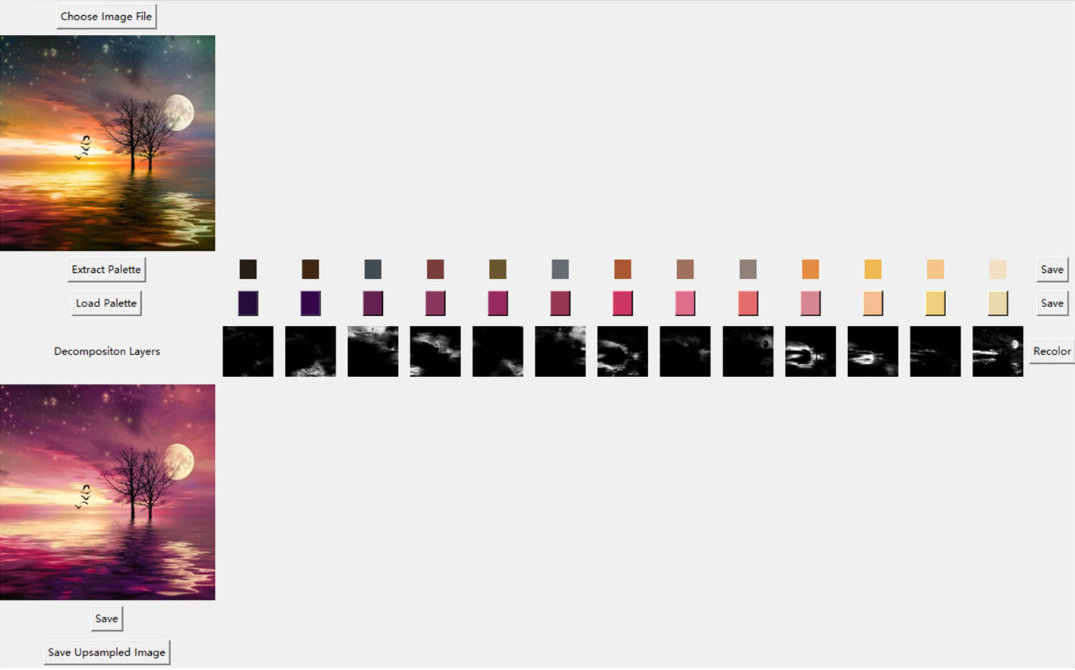 Choose Image File
Extract Palette
Save
Load Palette
Save
Decompositon Layers
Recolor
Save
Save Upsampled Image